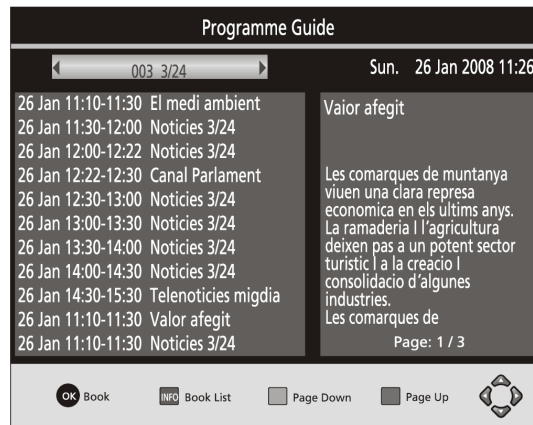 Programme Guide
003 3/24
Sun. 26 Jan 2008 11:26
26 Jan 11:10-11:30 El medi ambient
26 Jan 11:30-12:00 Noticies 3/24
26 Jan 12:00-12:22 Noticies 3/24
26 Jan 12:22-12:30 Canal Parlament
26 Jan 12:30-13:00 Noticies 3/24
26 Jan 13:00-13:30 Noticies 3/24
26 Jan 13:30-14:00 Noticies 3/24
26 Jan 14:00-14:30 Noticies 3/24
26 Jan 14:30-15:30 Telenoticies migdia
26 Jan 11:10-11:30 Valor afegit
26 Jan 11:10-11:30 Noticies 3/24
Vaior afegit
Les comarques de muntanya
viuen una clara represa
economica en els ultims anys.
La ramaderia l l'agricultura
deixen pas a un potent sector
turistic l a la creacio l
consolidacio d'algunes
industries.
Les comarques de
Page: 1 / 3
OK Book
INFO Book List
Page Down
Page Up